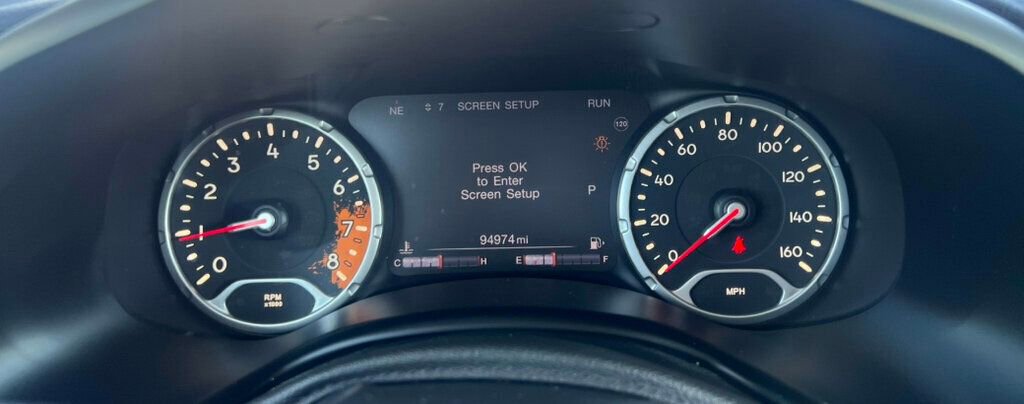 NE 7 SCREEN SETUP RUN
120
Press OK
to Enter
Screen Setup
P
94974 mi
C H E F
0 1 2 3 4 5 6 7 8
RPM
x1000
0 20 40 60 80 100 120 140 160
MPH